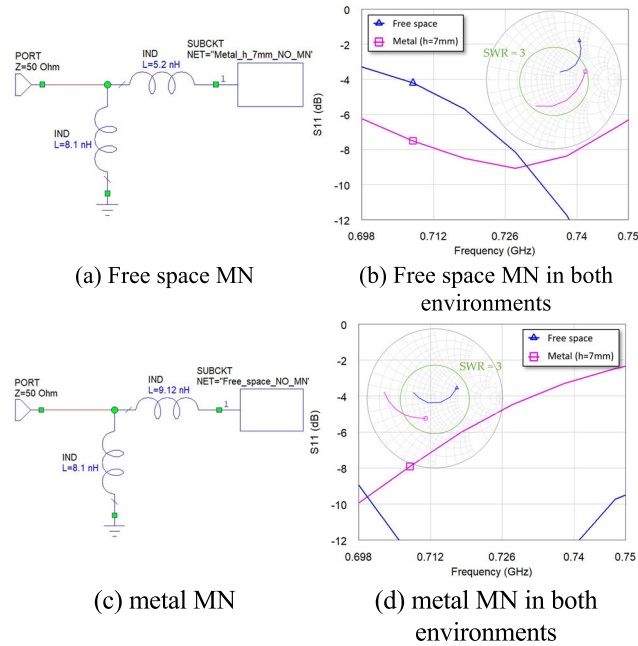 PORT
Z=50 Ohm
IND
L=5.2 nH
SUBCKT
NET="Metal_h_7mm_NO_MN'
1
IND
L=8.1 nH
(a) Free space MN
S11 (dB)
0
-2
-4
-6
-8
-10
-12
SWR = 3
Free space
Metal (h=7mm)
0.698
0.712
0.726
0.74
0.75
Frequency (GHz)
(b) Free space MN in both
environments
PORT
Z=50 Ohm
IND
L=9.12 nH
SUBCKT
NET="Free_space_NO_MN'
1
IND
L=8.1 nH
(c) metal MN
S11 (dB)
0
-2
-4
-6
-8
-10
-12
SWR = 3
Free space
Metal (h=7mm)
0.698
0.712
0.726
0.74
0.75
Frequency (GHz)
(d) metal MN in both
environments